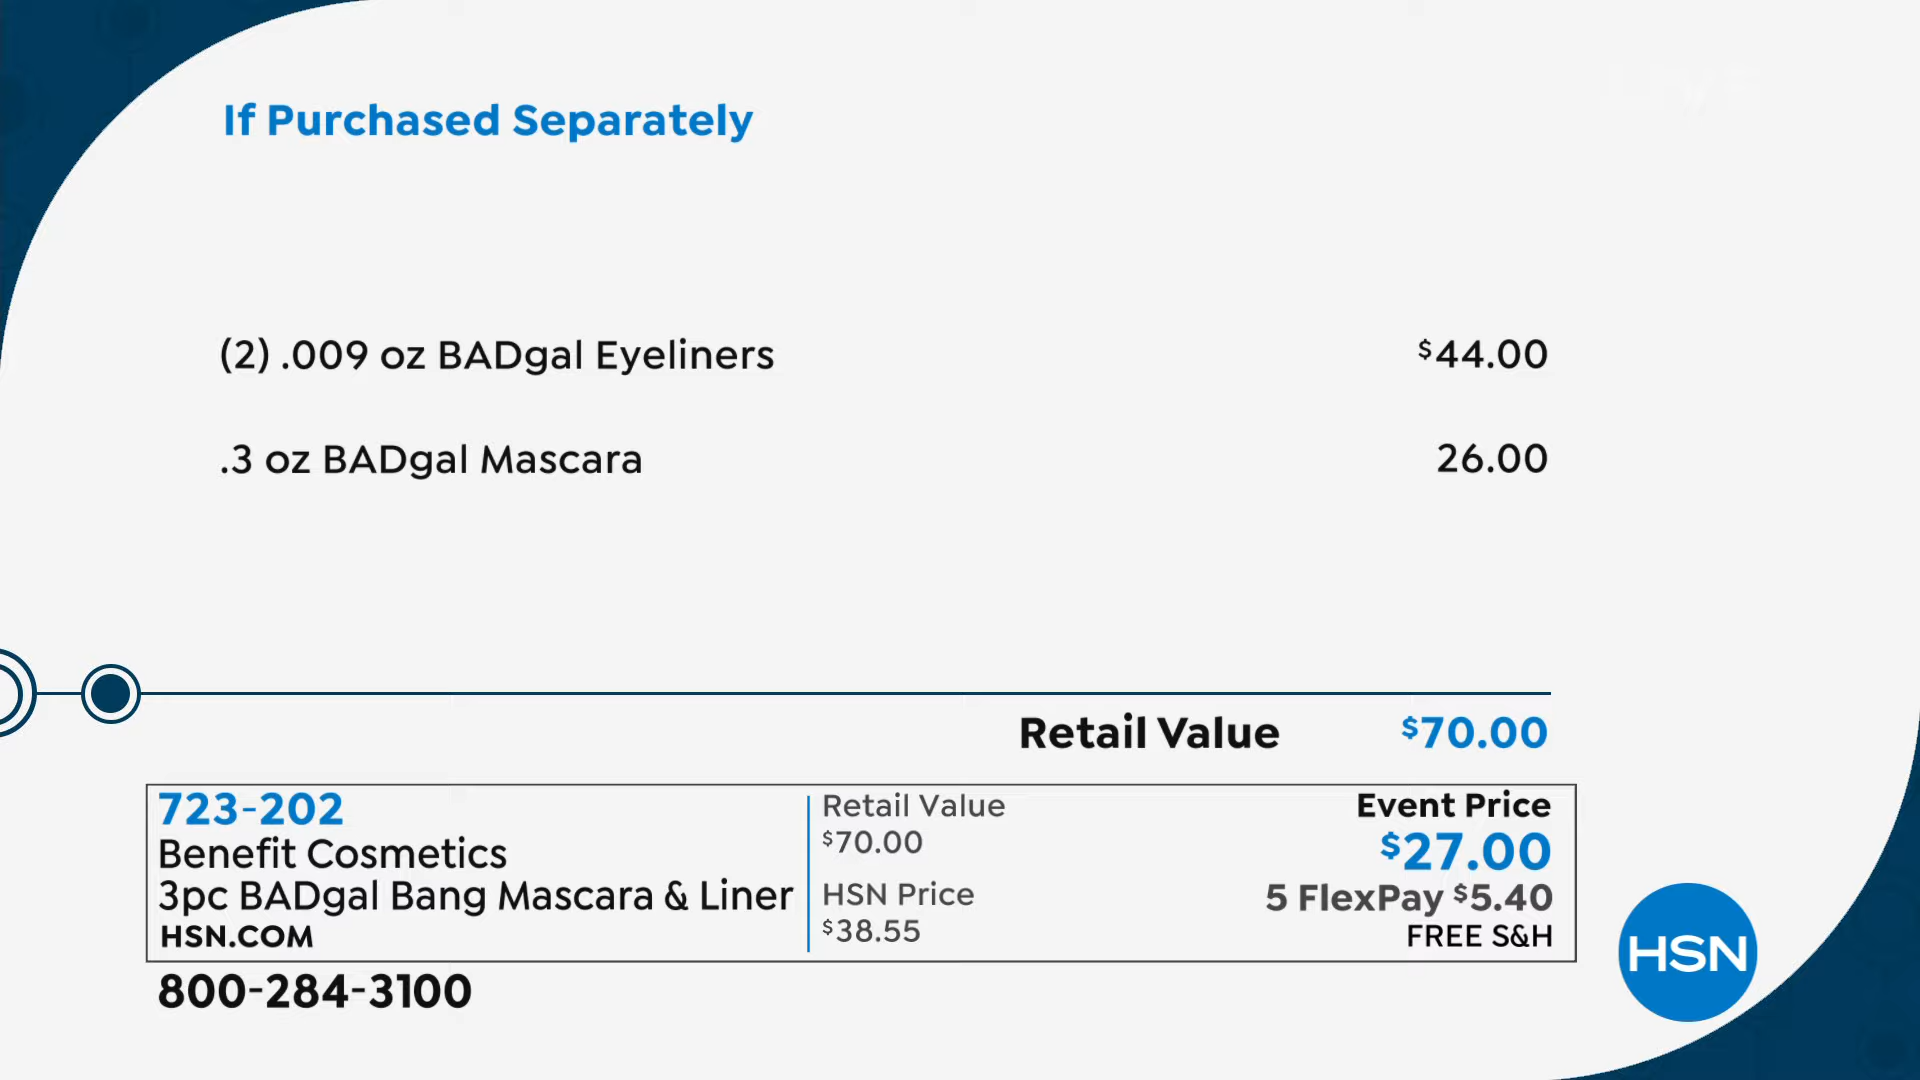 If Purchased Separately
(2) .009 oz BADgal Eyeliners $44.00
.3 oz BADgal Mascara 26.00
Retail Value $70.00
723-202
Benefit Cosmetics
3pc BADgal Bang Mascara & Liner
HSN.COM
Retail Value
$70.00
HSN Price
$38.55
Event Price
$27.00
5 FlexPay $5.40
FREE S&H
HSN
800-284-3100